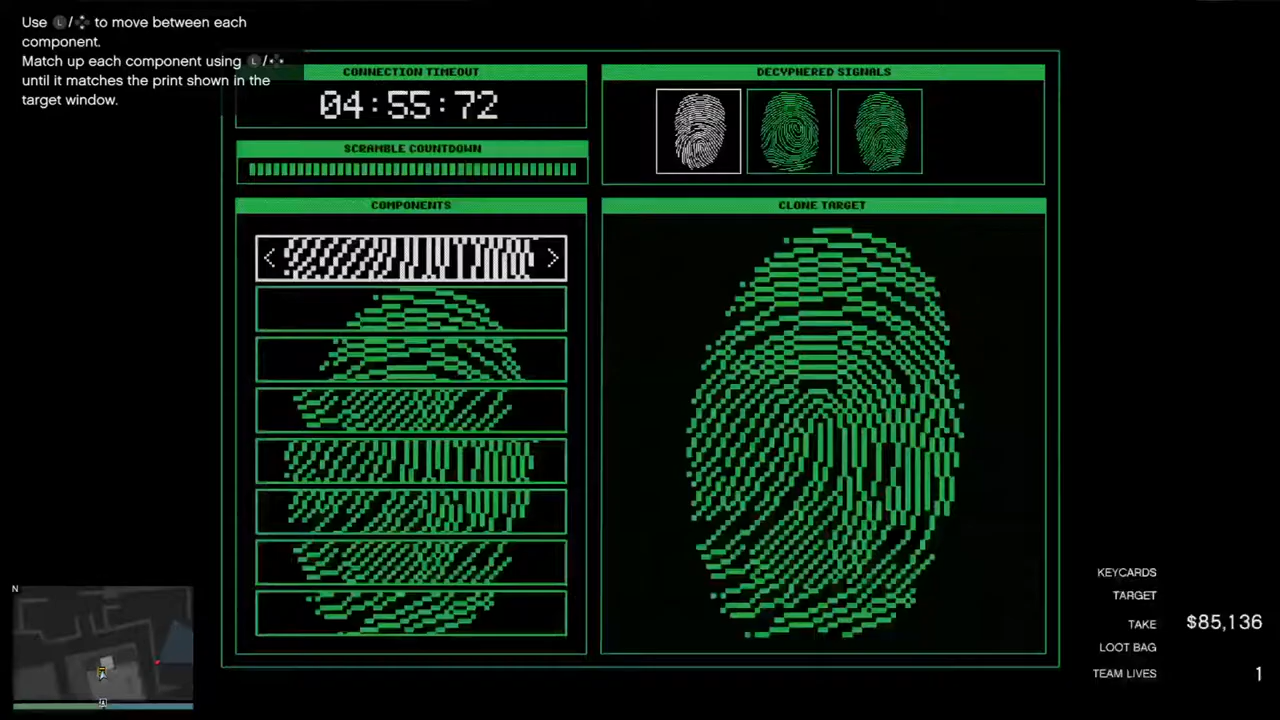 Use L/ to move between each
component.
Match up each component using L/
until it matches the print shown in the
target window.
CONNECTION TIMEOUT
04:55:72
SCRAMBLE COUNTDOWN
COMPONENTS
< >
DECYPHERED SIGNALS
CLONE TARGET
N
KEYCARDS
TARGET
TAKE $85,136
LOOT BAG
TEAM LIVES 1